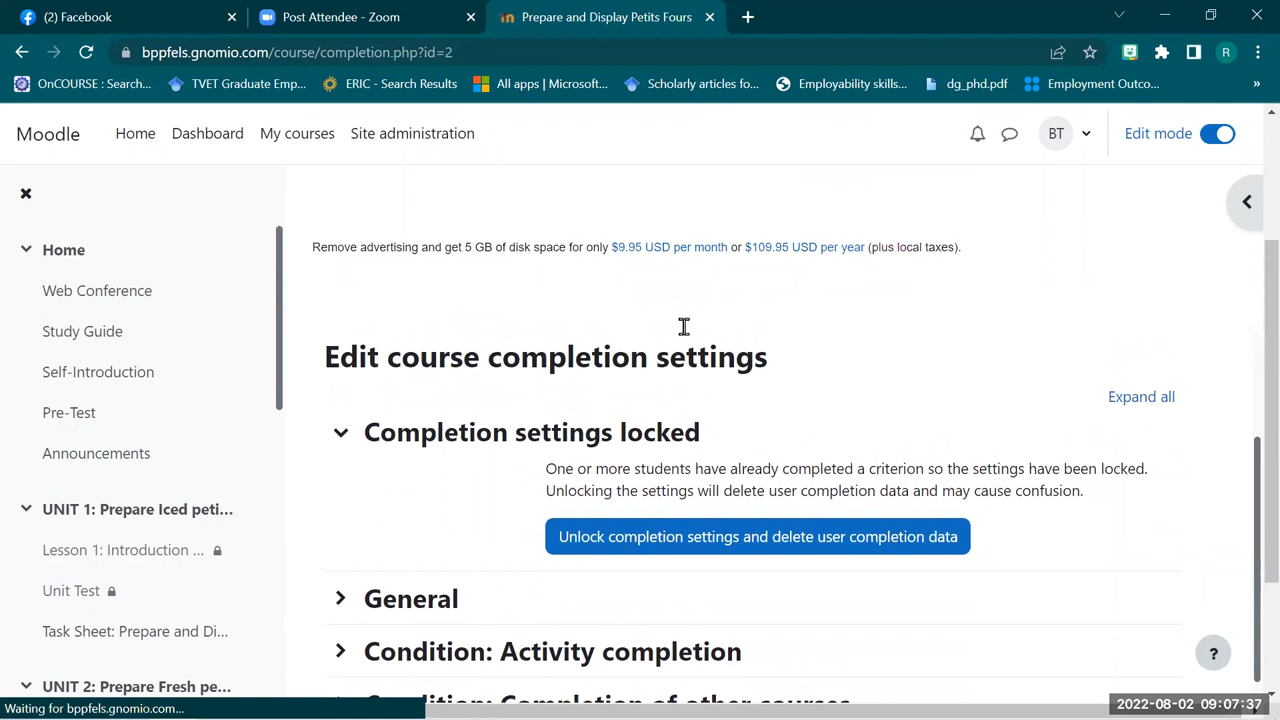 (2) Facebook
Post Attendee - Zoom
Prepare and Display Petits Fours
bppfels.gnomio.com/course/completion.php?id=2
R
OnCOURSE : Search...
TVET Graduate Emp...
ERIC - Search Results
All apps | Microsoft...
Scholarly articles fo...
Employability skills...
dg_phd.pdf
Employment Outco...
»
Moodle
Home
Dashboard
My courses
Site administration
BT
Edit mode
Home
Web Conference
Study Guide
Self-Introduction
Pre-Test
Announcements
UNIT 1: Prepare Iced peti...
Lesson 1: Introduction ...
Unit Test
Task Sheet: Prepare and Di...
UNIT 2: Prepare Fresh pe...
Remove advertising and get 5 GB of disk space for only $9.95 USD per month or $109.95 USD per year (plus local taxes).
Edit course completion settings
Expand all
Completion settings locked
One or more students have already completed a criterion so the settings have been locked.
Unlocking the settings will delete user completion data and may cause confusion.
Unlock completion settings and delete user completion data
General
Condition: Activity completion
Condition: Completion of other courses
?
Waiting for bppfels.gnomio.com...
2022-08-02 09:07:37